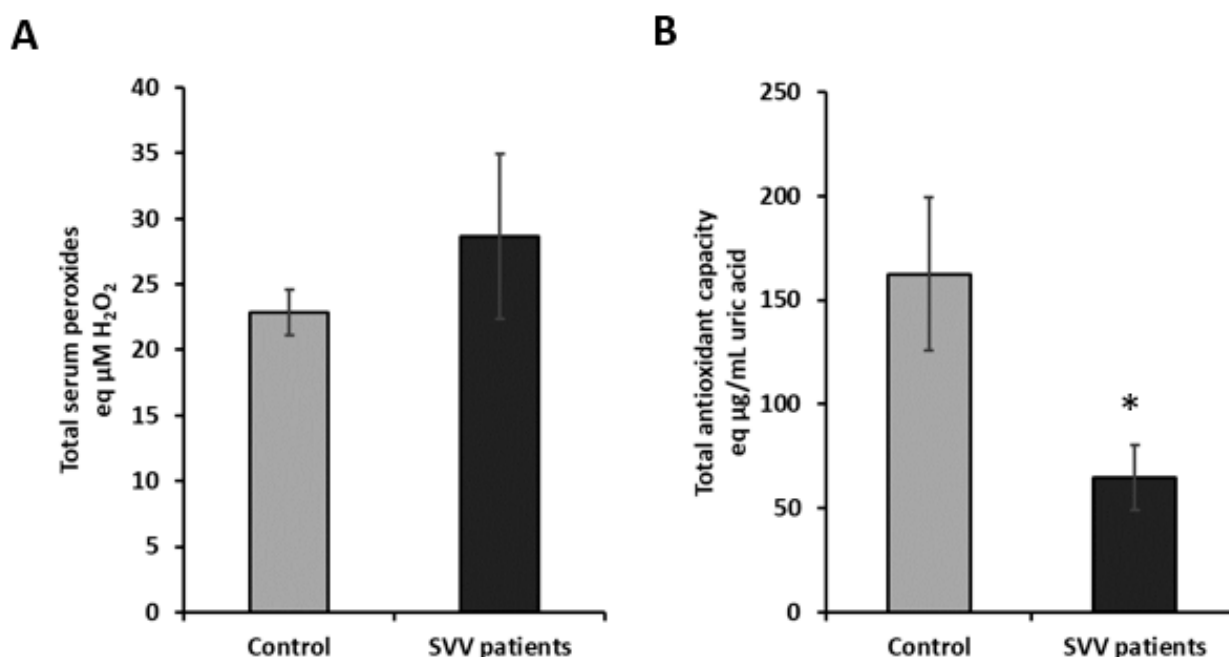 A
Total serum peroxides
eq µM H₂O₂
40
35
30
25
20
15
10
5
0
Control
SVV patients
B
Total antioxidant capacity
eq µg/mL uric acid
250
200
150
100
50
0
*
Control
SVV patients